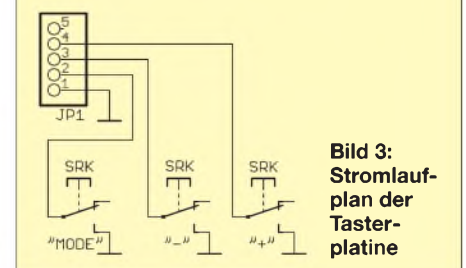 5
4
3
2
1
JP1
SRK SRK SRK
"MODE" "-" "+"
Bild 3:
Stromlauf-
plan der
Taster-
platine